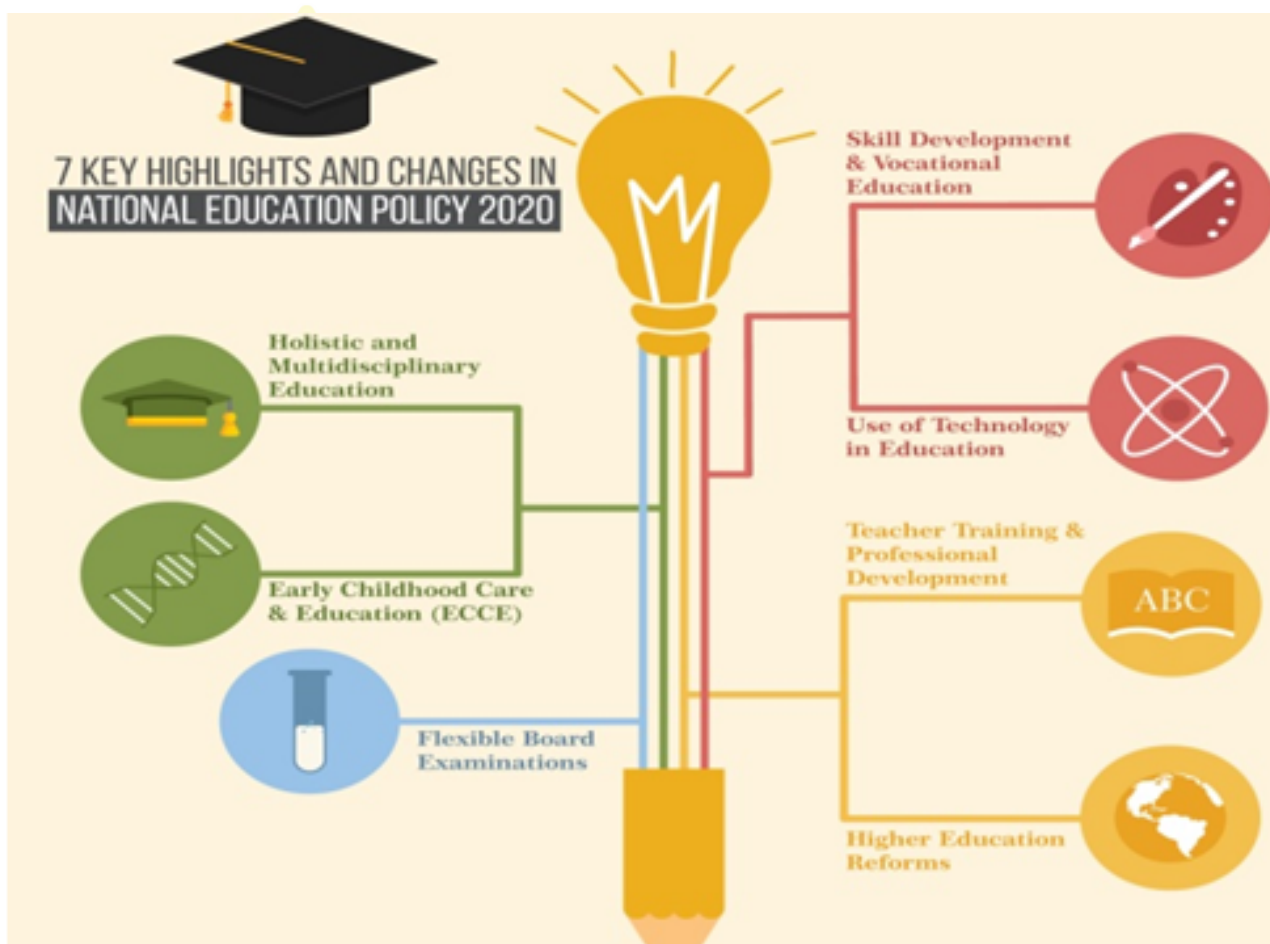 7 KEY HIGHLIGHTS AND CHANGES IN
NATIONAL EDUCATION POLICY 2020
Holistic and
Multidisciplinary
Education
Early Childhood Care
& Education (ECCE)
Flexible Board
Examinations
Skill Development
& Vocational
Education
Use of Technology
in Education
Teacher Training &
Professional
Development
ABC
Higher Education
Reforms